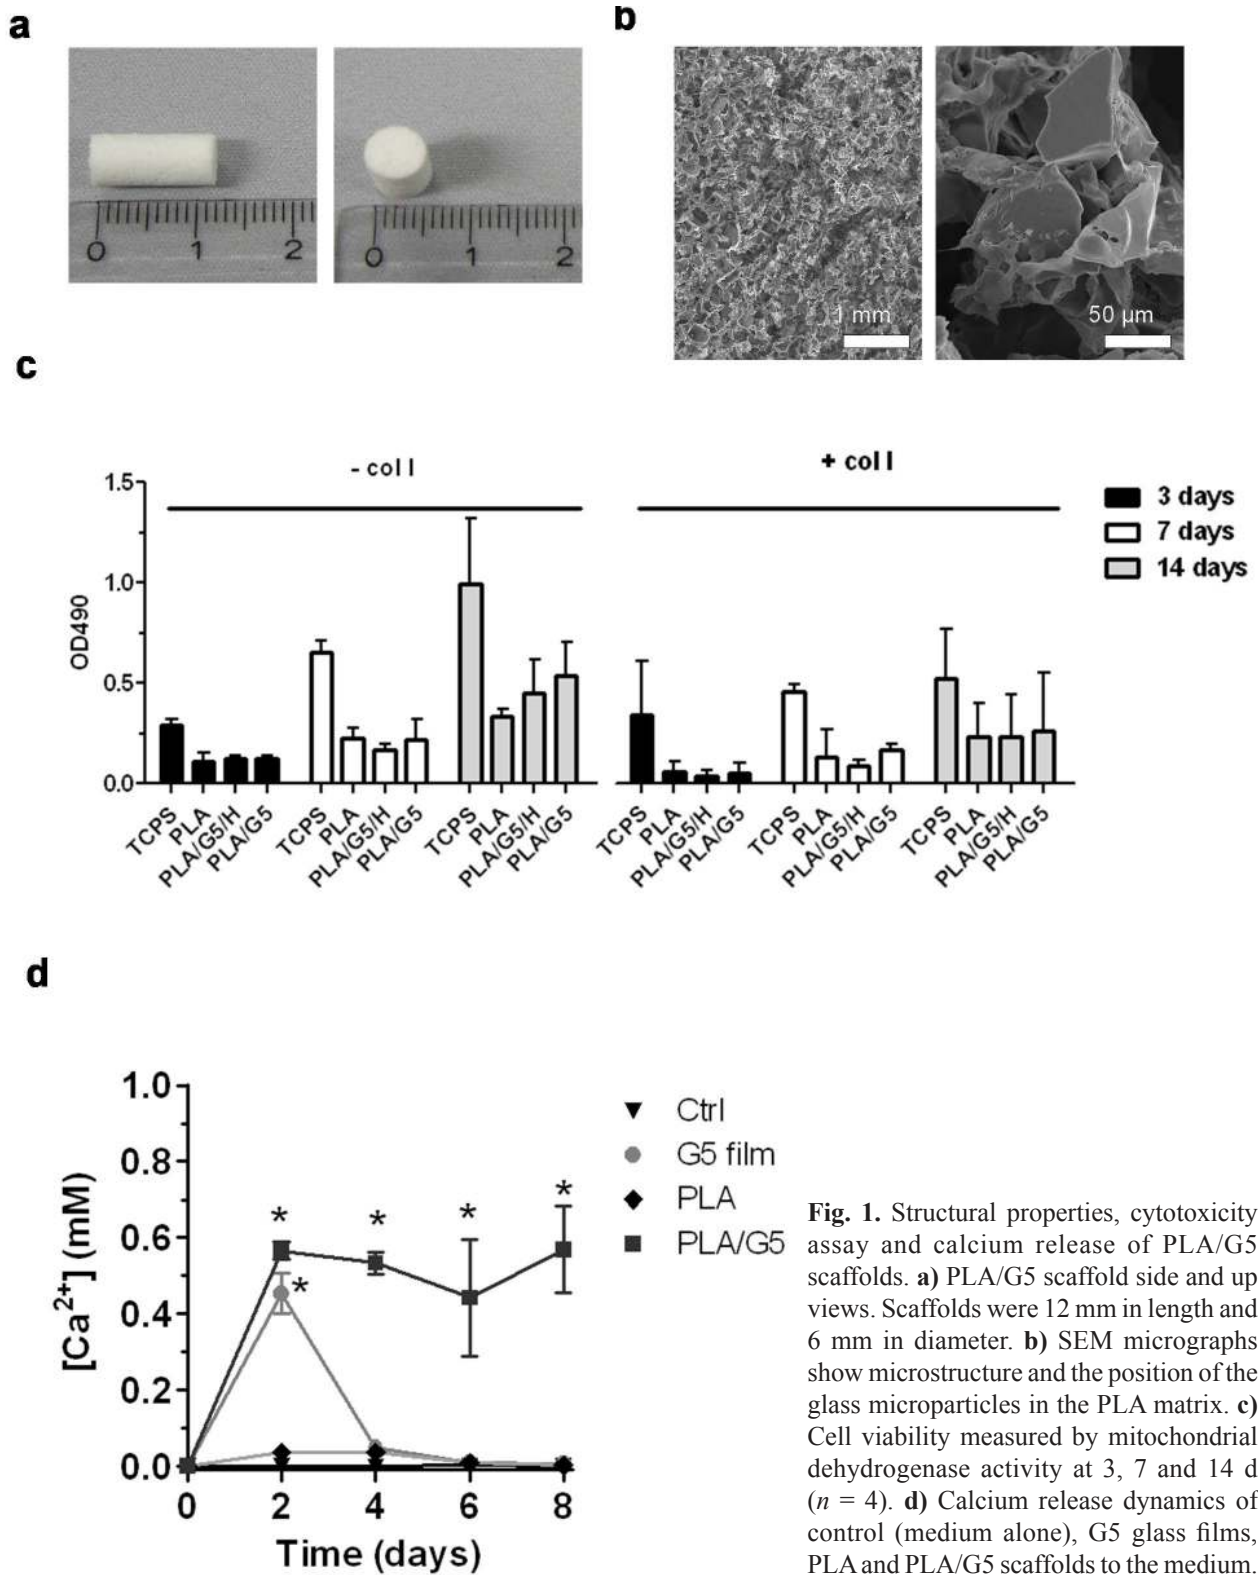 a
b
0 1 2
0 1 2
1 mm
50 µm
c
- col I
+ col I
3 days
7 days
14 days
1.5
1.0
0.5
0.0
OD490
TCPS
PLA
PLA/G5/H
PLA/G5
TCPS
PLA
PLA/G5/H
PLA/G5
TCPS
PLA
PLA/G5/H
PLA/G5
TCPS
PLA
PLA/G5/H
PLA/G5
TCPS
PLA
PLA/G5/H
PLA/G5
TCPS
PLA
PLA/G5/H
PLA/G5
d
1.0
0.8
0.6
0.4
0.2
0.0
[Ca²⁺] (mM)
* * * *
*
0 2 4 6 8
Time (days)
Ctrl
G5 film
PLA
PLA/G5
Fig. 1. Structural properties, cytotoxicity
assay and calcium release of PLA/G5
scaffolds. a) PLA/G5 scaffold side and up
views. Scaffolds were 12 mm in length and
6 mm in diameter. b) SEM micrographs
show microstructure and the position of the
glass microparticles in the PLA matrix. c)
Cell viability measured by mitochondrial
dehydrogenase activity at 3, 7 and 14 d
(n = 4). d) Calcium release dynamics of
control (medium alone), G5 glass films,
PLA and PLA/G5 scaffolds to the medium.